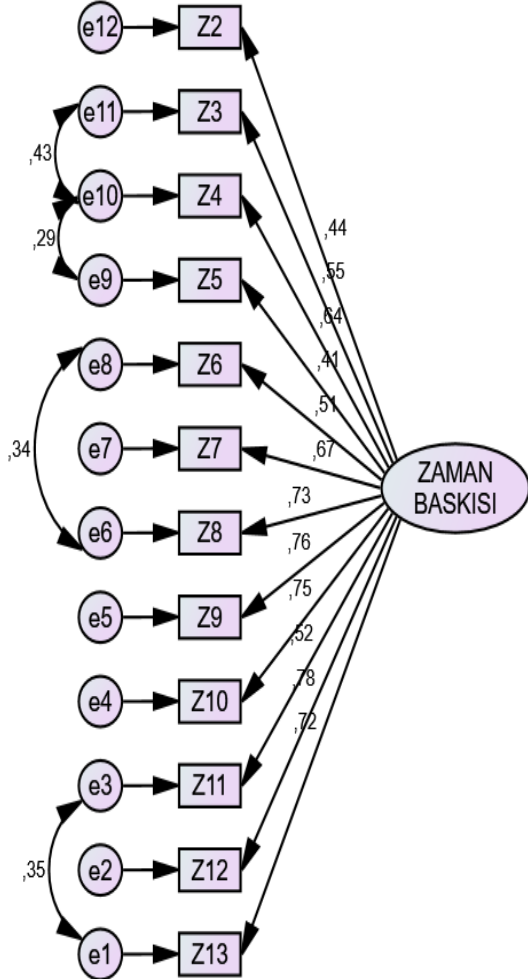 e12 Z2
e11 Z3
,43
e10 Z4
,44
,29
,55
e9 Z5
,64
e8 Z6
,41
,51
,34
e7 Z7
,67
ZAMAN
BASKISI
,73
e6 Z8
,76
e5 Z9
,75
,52
e4 Z10
,78
,72
e3 Z11
,35
e2 Z12
e1 Z13